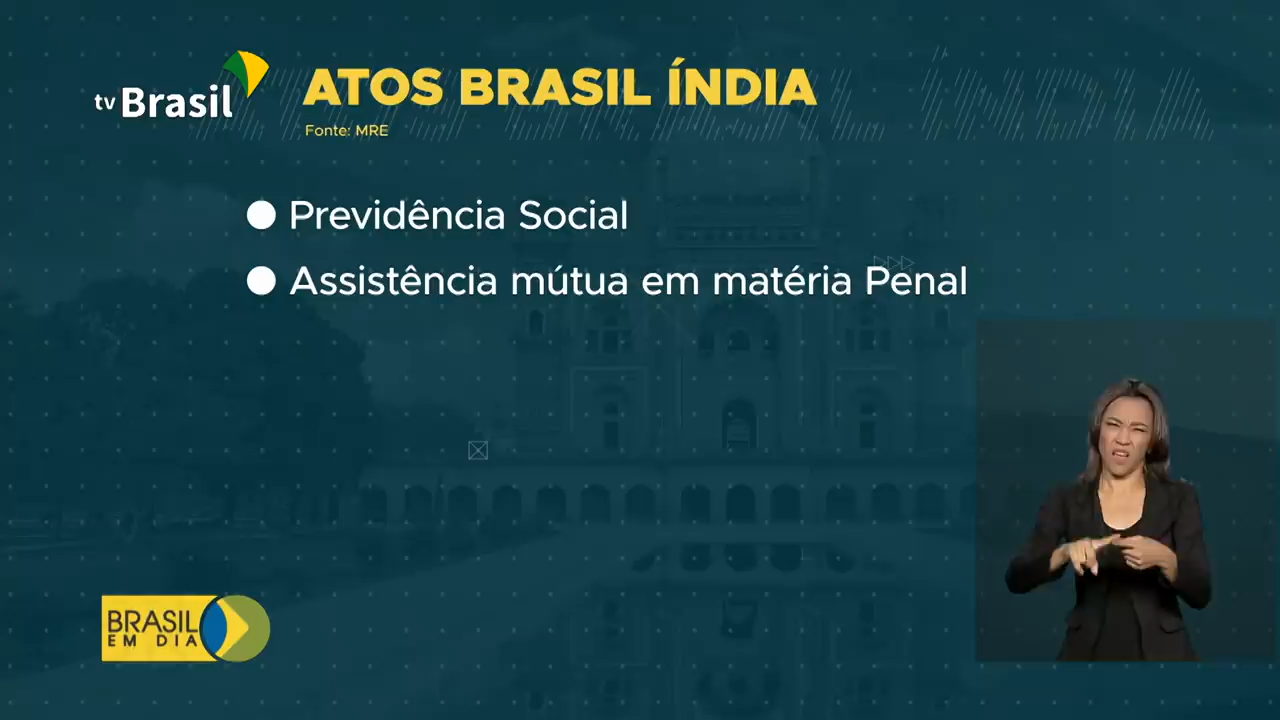 tv Brasil
ATOS BRASIL ÍNDIA
Fonte: MRE
Previdência Social
Assistência mútua em matéria Penal
BRASIL
EM DIA